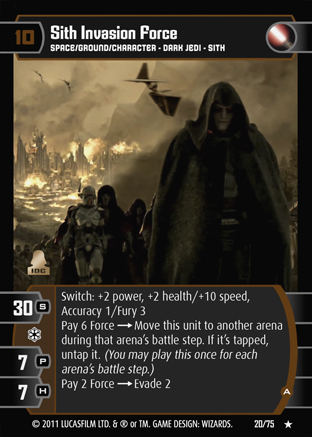 10
Sith Invasion Force
SPACE/GROUND/CHARACTER - DARK JEDI - SITH
IDC
30 S
Switch: +2 power, +2 health/+10 speed,
Accuracy 1/Fury 3
Pay 6 Force → Move this unit to another arena
during that arena's battle step. If it's tapped,
untap it. (You may play this once for each
arena's battle step.)
7 P
Pay 2 Force → Evade 2
7 H
A
© 2011 LUCASFILM LTD. & ® or TM. GAME DESIGN: WIZARDS. 20/75 ★